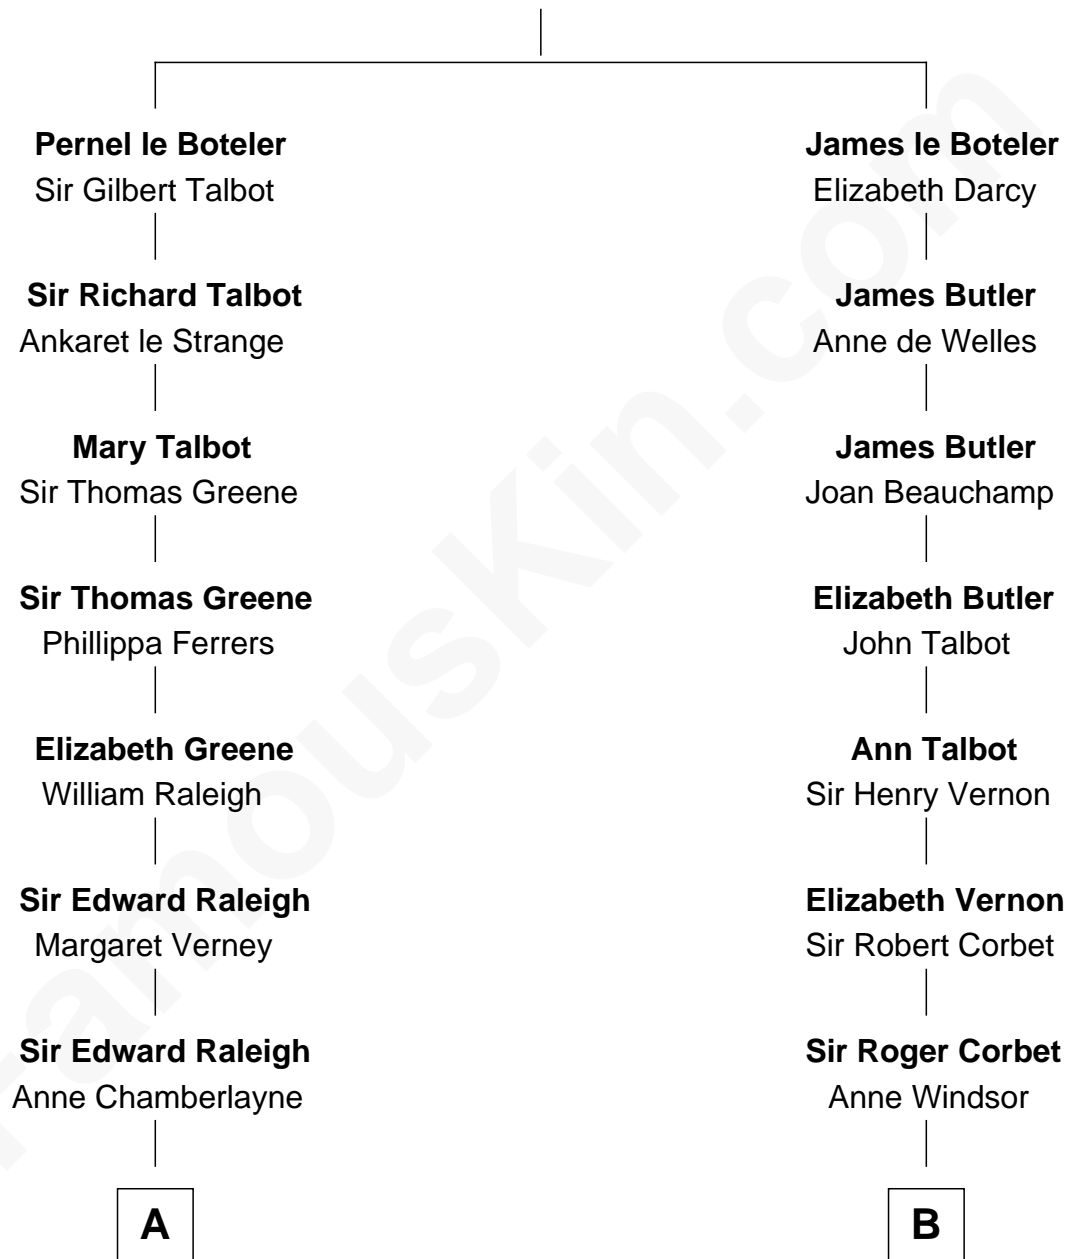 Pernel le Boteler
Sir Gilbert Talbot
Sir Richard Talbot
Ankaret le Strange
Mary Talbot
Sir Thomas Greene
Sir Thomas Greene
Phillippa Ferrers
Elizabeth Greene
William Raleigh
Sir Edward Raleigh
Margaret Verney
Sir Edward Raleigh
Anne Chamberlayne
A
James le Boteler
Elizabeth Darcy
James Butler
Anne de Welles
James Butler
Joan Beauchamp
Elizabeth Butler
John Talbot
Ann Talbot
Sir Henry Vernon
Elizabeth Vernon
Sir Robert Corbet
Sir Roger Corbet
Anne Windsor
B
FamousKin.com